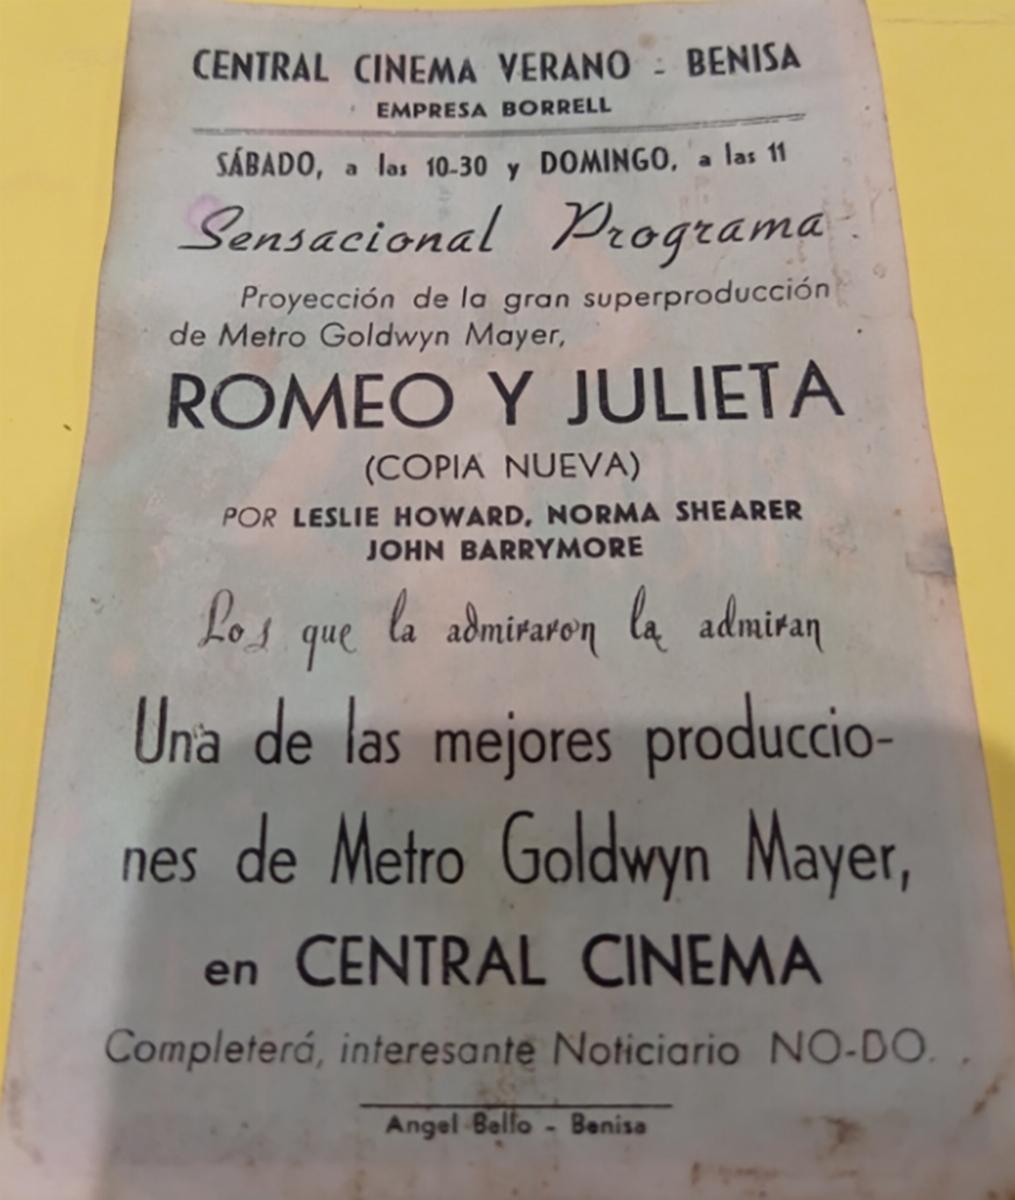 CENTRAL CINEMA VERANO - BENISA
EMPRESA BORRELL
SÁBADO, a las 10-30 y DOMINGO, a las 11
Sensacional Programa
Proyección de la gran superproducción
de Metro Goldwyn Mayer,
ROMEO Y JULIETA
(COPIA NUEVA)
POR LESLIE HOWARD, NORMA SHEARER
JOHN BARRYMORE
Los que la admiraron la admiran
Una de las mejores produccio-
nes de Metro Goldwyn Mayer,
en CENTRAL CINEMA
Completerá, interesante Noticiario NO-DO.
Angel Bello - Benisa